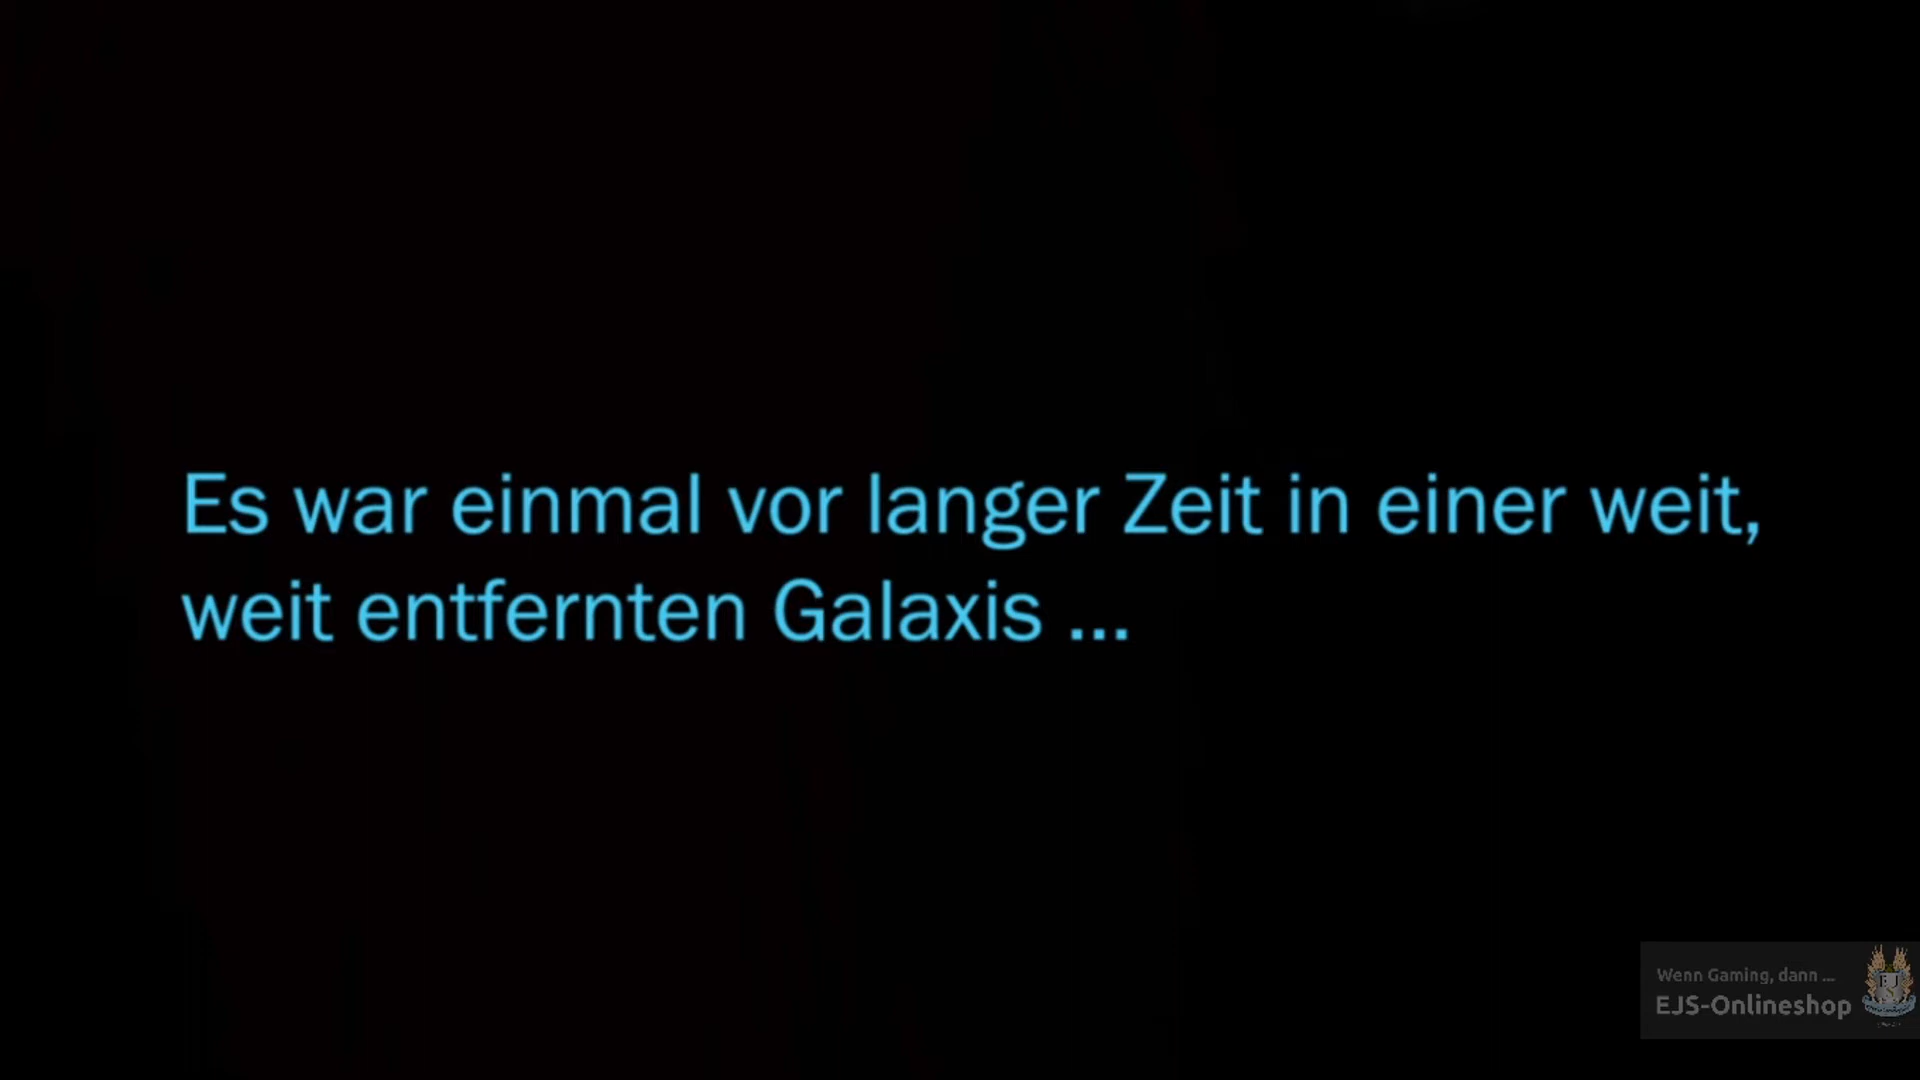 Es war einmal vor langer Zeit in einer weit,
weit entfernten Galaxis ...
Wenn Gaming, dann ...
EJS-Onlineshop